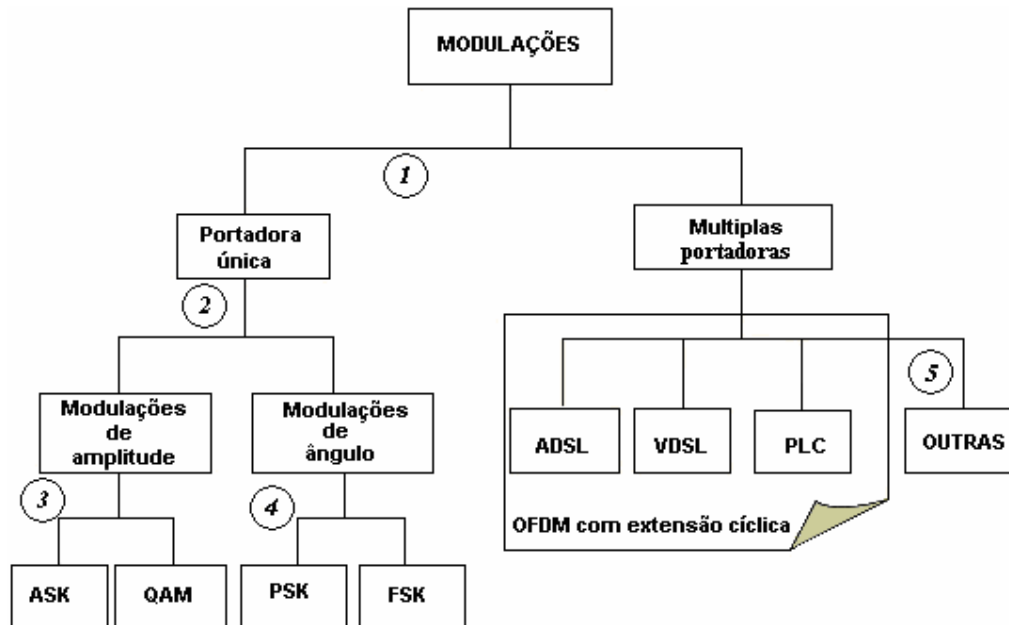 MODULAÇÕES
1
Portadora
única
Multiplas
portadoras
2
5
Modulações
de
amplitude
Modulações
de
ângulo
ADSL
VDSL
PLC
OUTRAS
3
4
OFDM com extensão cíclica
ASK
QAM
PSK
FSK